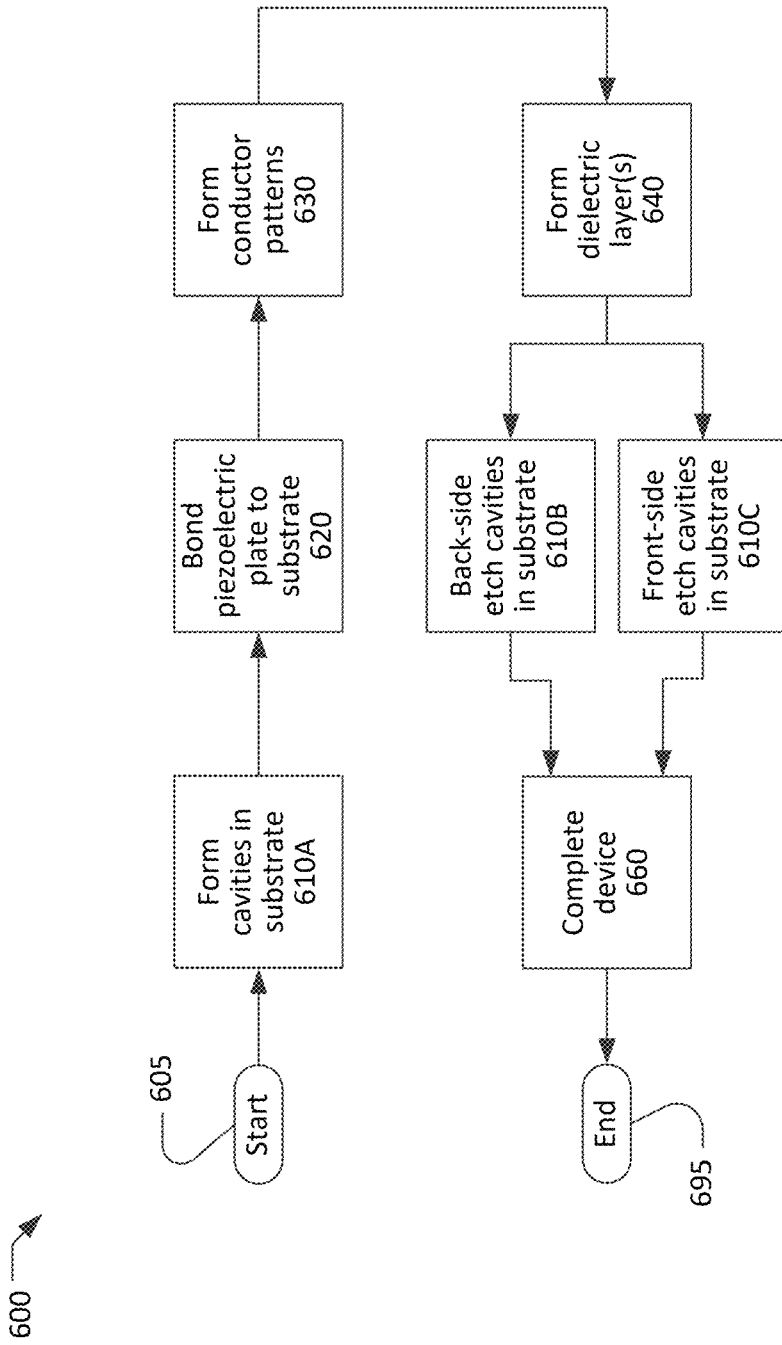 600
605
Start
Form
cavities in
substrate
610A
Bond
piezoelectric
plate to
substrate
620
Form
conductor
patterns
630
Form
dielectric
layer(s)
640
Back-side
etch cavities
in substrate
610B
Front-side
etch cavities
in substrate
610C
Complete
device
660
End
695